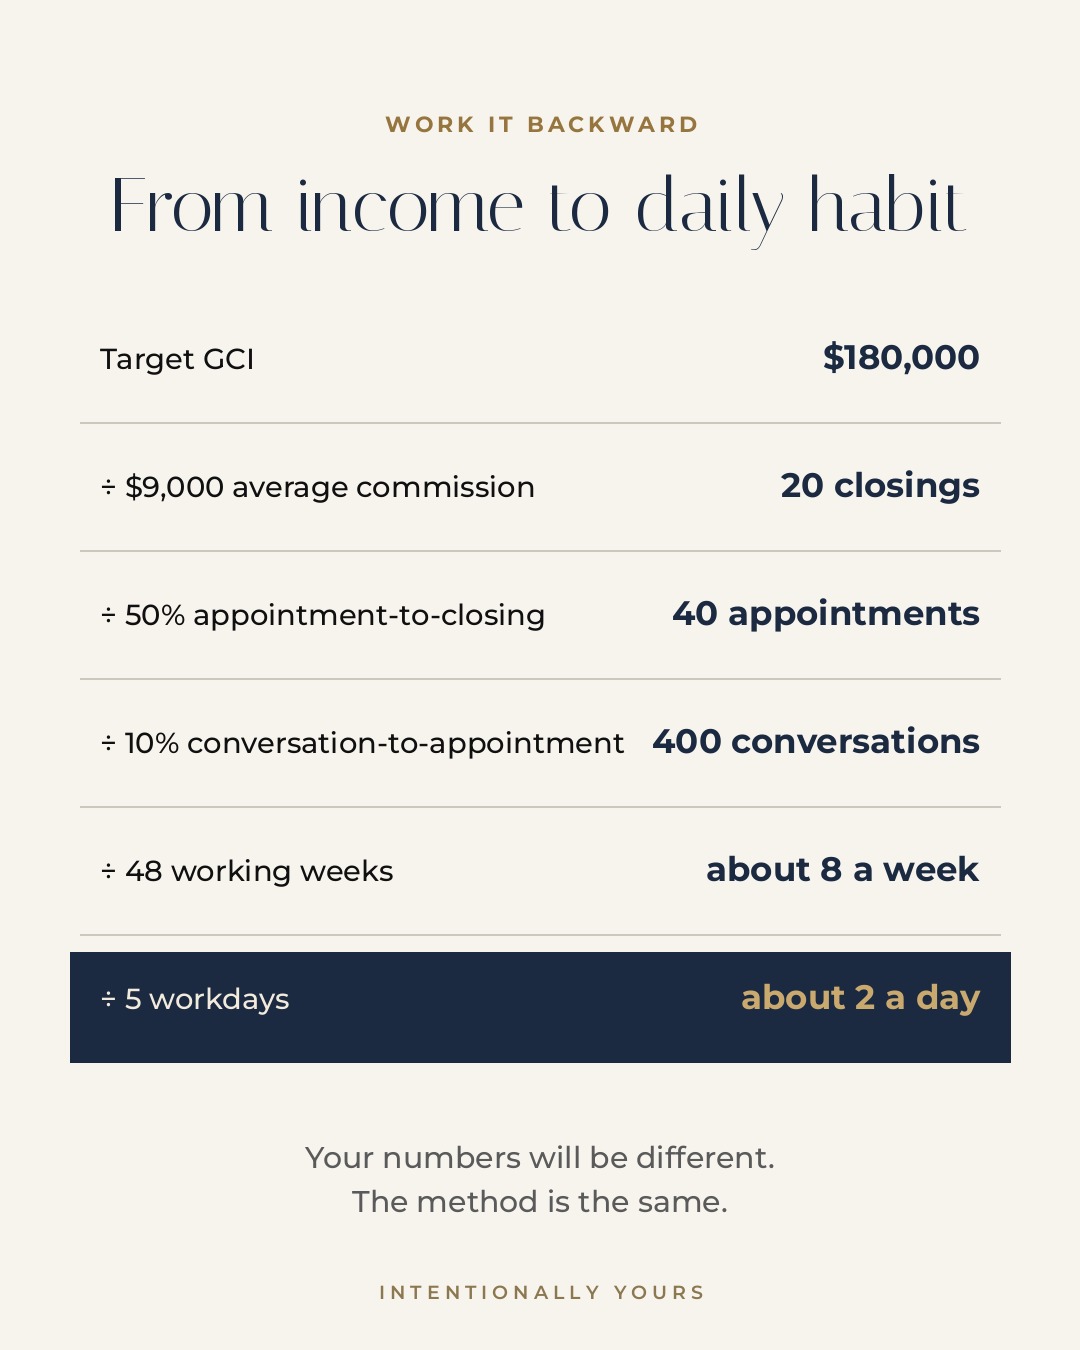 WORK IT BACKWARD
From income to daily habit
Target GCI $180,000
÷ $9,000 average commission 20 closings
÷ 50% appointment-to-closing 40 appointments
÷ 10% conversation-to-appointment 400 conversations
÷ 48 working weeks about 8 a week
÷ 5 workdays about 2 a day
Your numbers will be different.
The method is the same.
INTENTIONALLY YOURS